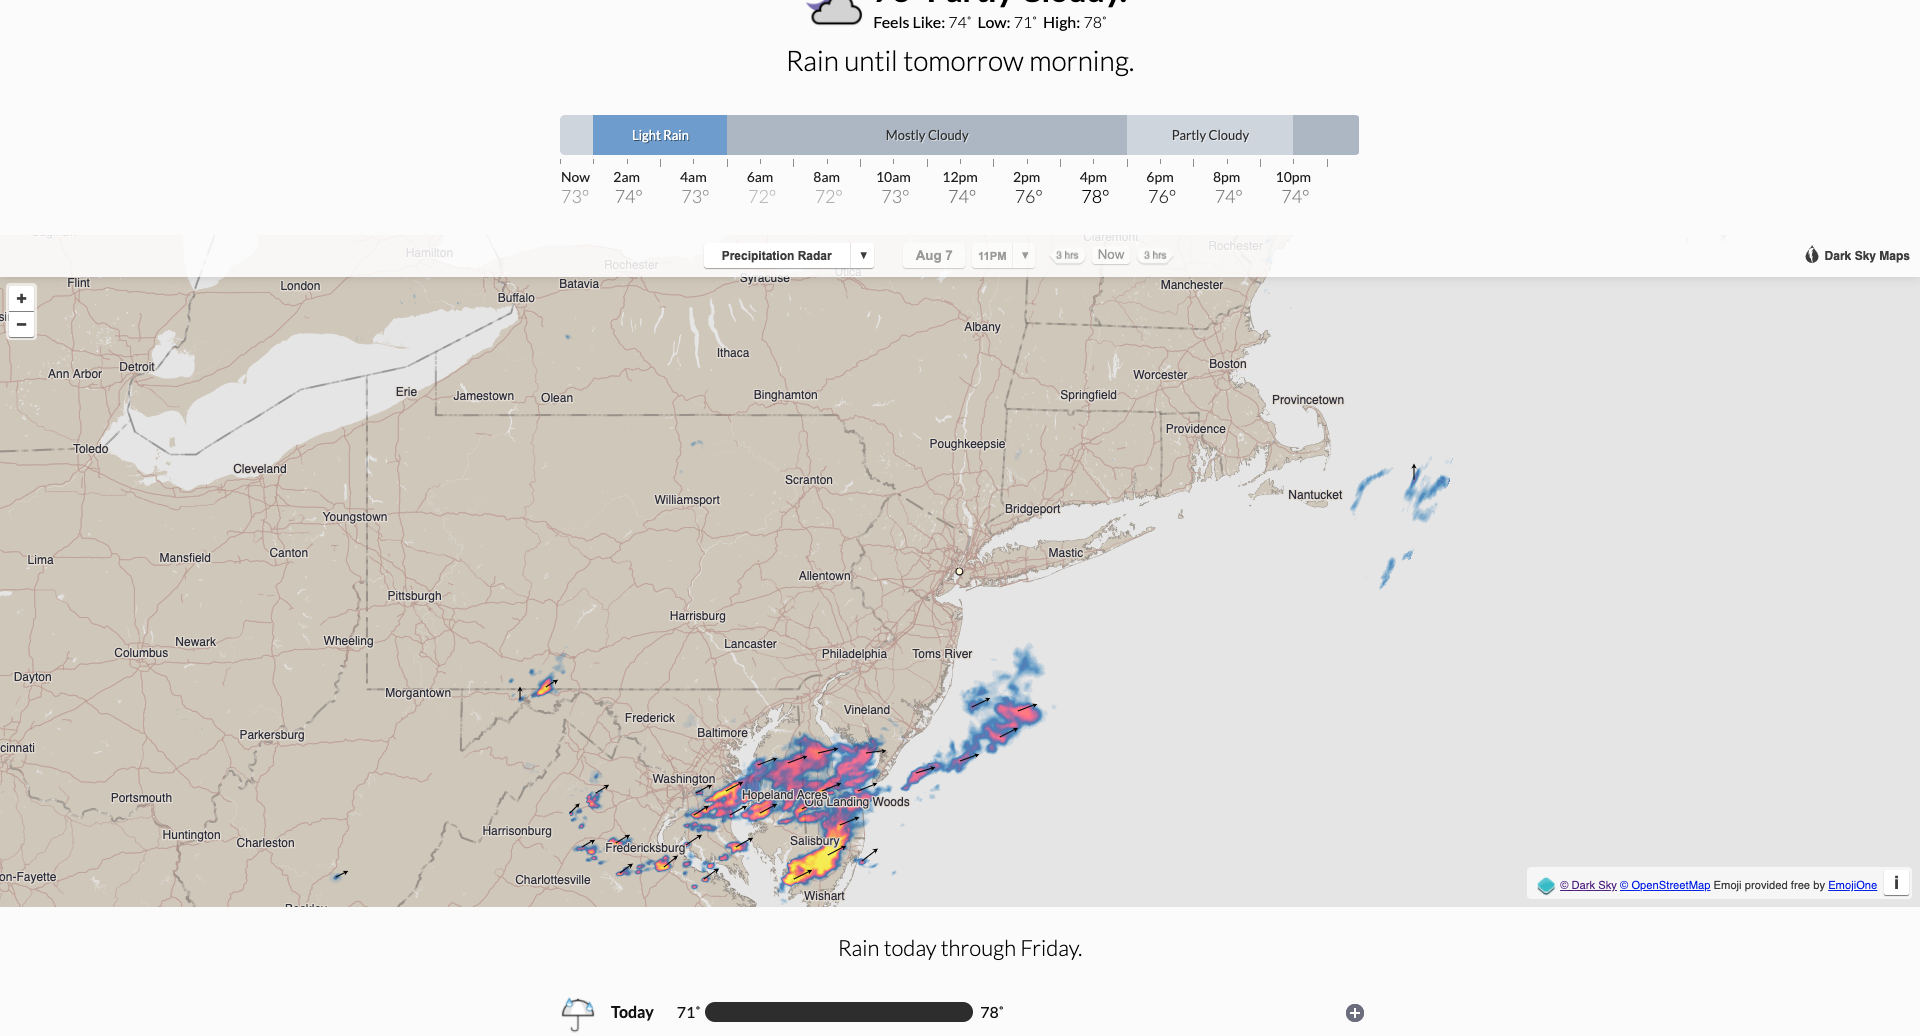 Partly Cloudy.
Feels Like: 74° Low: 71° High: 78°
Rain until tomorrow morning.
Light Rain Mostly Cloudy Partly Cloudy
Now 2am 4am 6am 8am 10am 12pm 2pm 4pm 6pm 8pm 10pm
73° 74° 73° 72° 72° 73° 74° 76° 78° 76° 74° 74°
Claremont
Hamilton
Rochester
Precipitation Radar ▼ Aug 7 11PM ▼ 3 hrs Now 3 hrs
Dark Sky Maps
Rochester
Utica
Syracuse
Flint
London
Batavia
Manchester
+
Buffalo
−
Albany
Ithaca
Boston
Detroit
Ann Arbor
Worcester
Erie
Jamestown
Olean
Binghamton
Springfield
Provincetown
Providence
Toledo
Poughkeepsie
Cleveland
Scranton
Williamsport
Nantucket
Bridgeport
Youngstown
Canton
Mastic
Mansfield
Lima
Allentown
Pittsburgh
Harrisburg
Newark
Wheeling
Lancaster
Columbus
Philadelphia
Toms River
Dayton
Morgantown
Vineland
Frederick
Baltimore
Parkersburg
cinnati
Washington
Hopeland Acres
Portsmouth
Old Landing Woods
Harrisonburg
Huntington
Charleston
Salisbury
Fredericksburg
on-Fayette
Charlottesville
Wishart
© Dark Sky © OpenStreetMap Emoji provided free by EmojiOne i
Rain today through Friday.
Today 71° 78° +